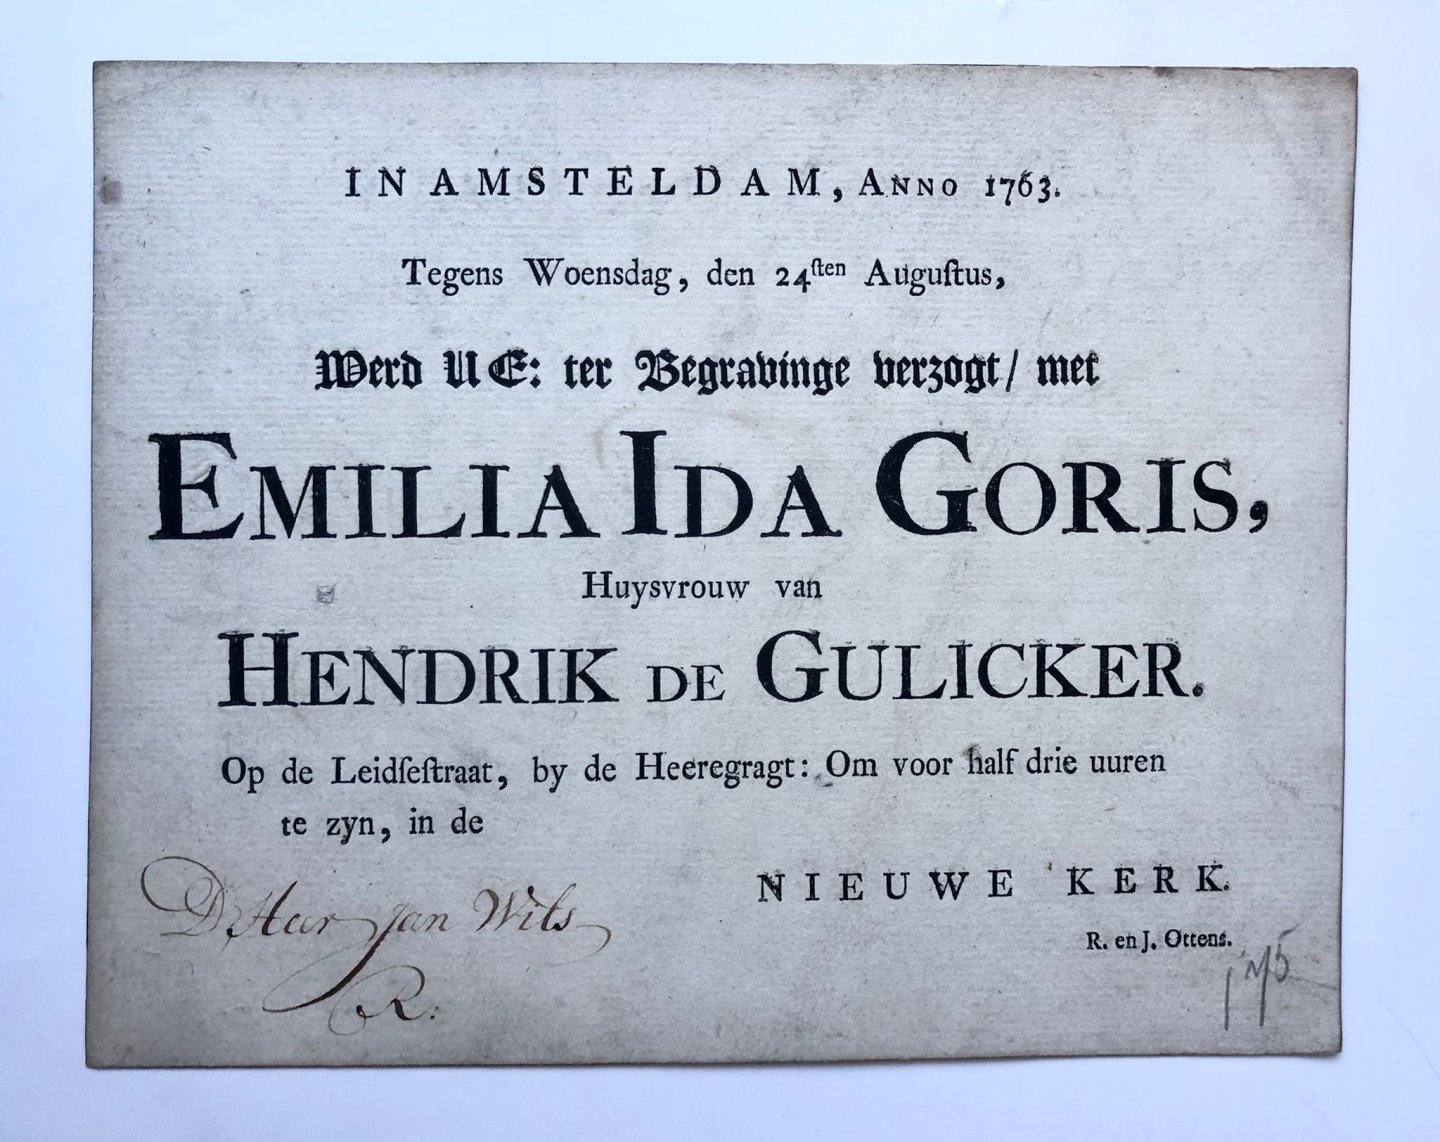 IN AMSTELDAM, ANNO 1763.
Tegens Woensdag, den 24ſten Auguſtus,
Werd U E: ter Begravinge verzogt/ met
EMILIA IDA GORIS,
Huysvrouw van
HENDRIK DE GULICKER.
Op de Leidſeſtraat, by de Heeregragt: Om voor half drie uuren
te zyn, in de
NIEUWE KERK.
D Heer Jan Wils
R. en J. Ottens.
R: